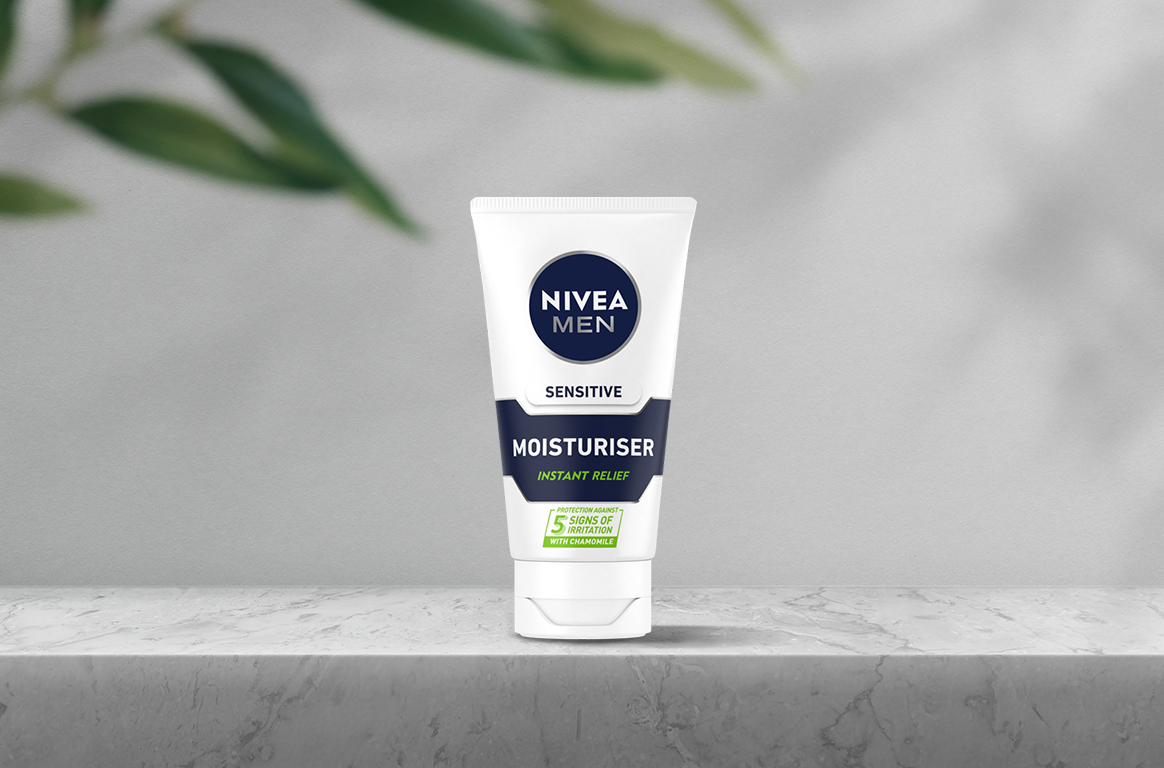 NIVEA
MEN
SENSITIVE
MOISTURISER
INSTANT RELIEF
PROTECTION AGAINST
5 SIGNS OF
IRRITATION
WITH CHAMOMILE